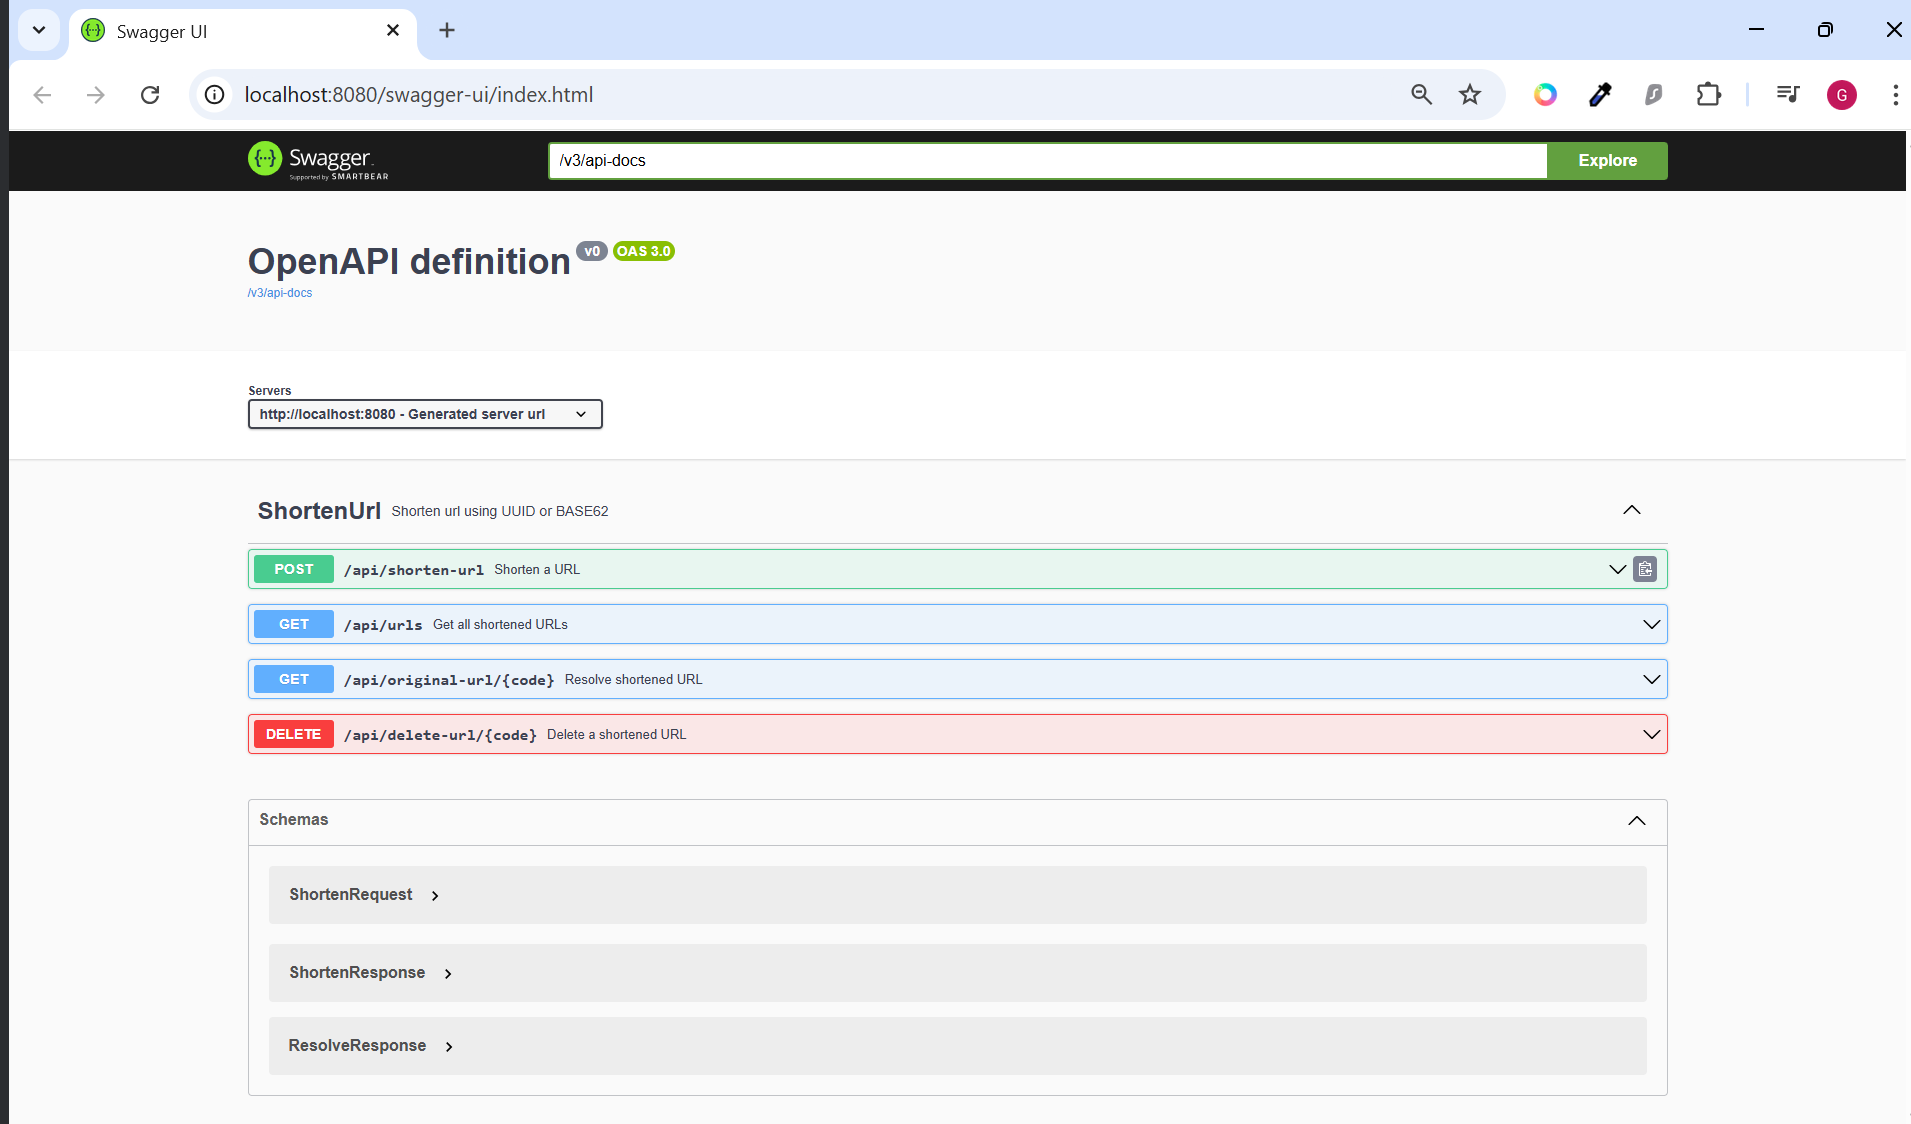 Swagger UI
localhost:8080/swagger-ui/index.html
G
Swagger.
Supported by SMARTBEAR
/v3/api-docs
Explore
OpenAPI definition v0 OAS 3.0
/v3/api-docs
Servers
http://localhost:8080 - Generated server url
ShortenUrl Shorten url using UUID or BASE62
POST /api/shorten-url Shorten a URL
GET /api/urls Get all shortened URLs
GET /api/original-url/{code} Resolve shortened URL
DELETE /api/delete-url/{code} Delete a shortened URL
Schemas
ShortenRequest
ShortenResponse
ResolveResponse